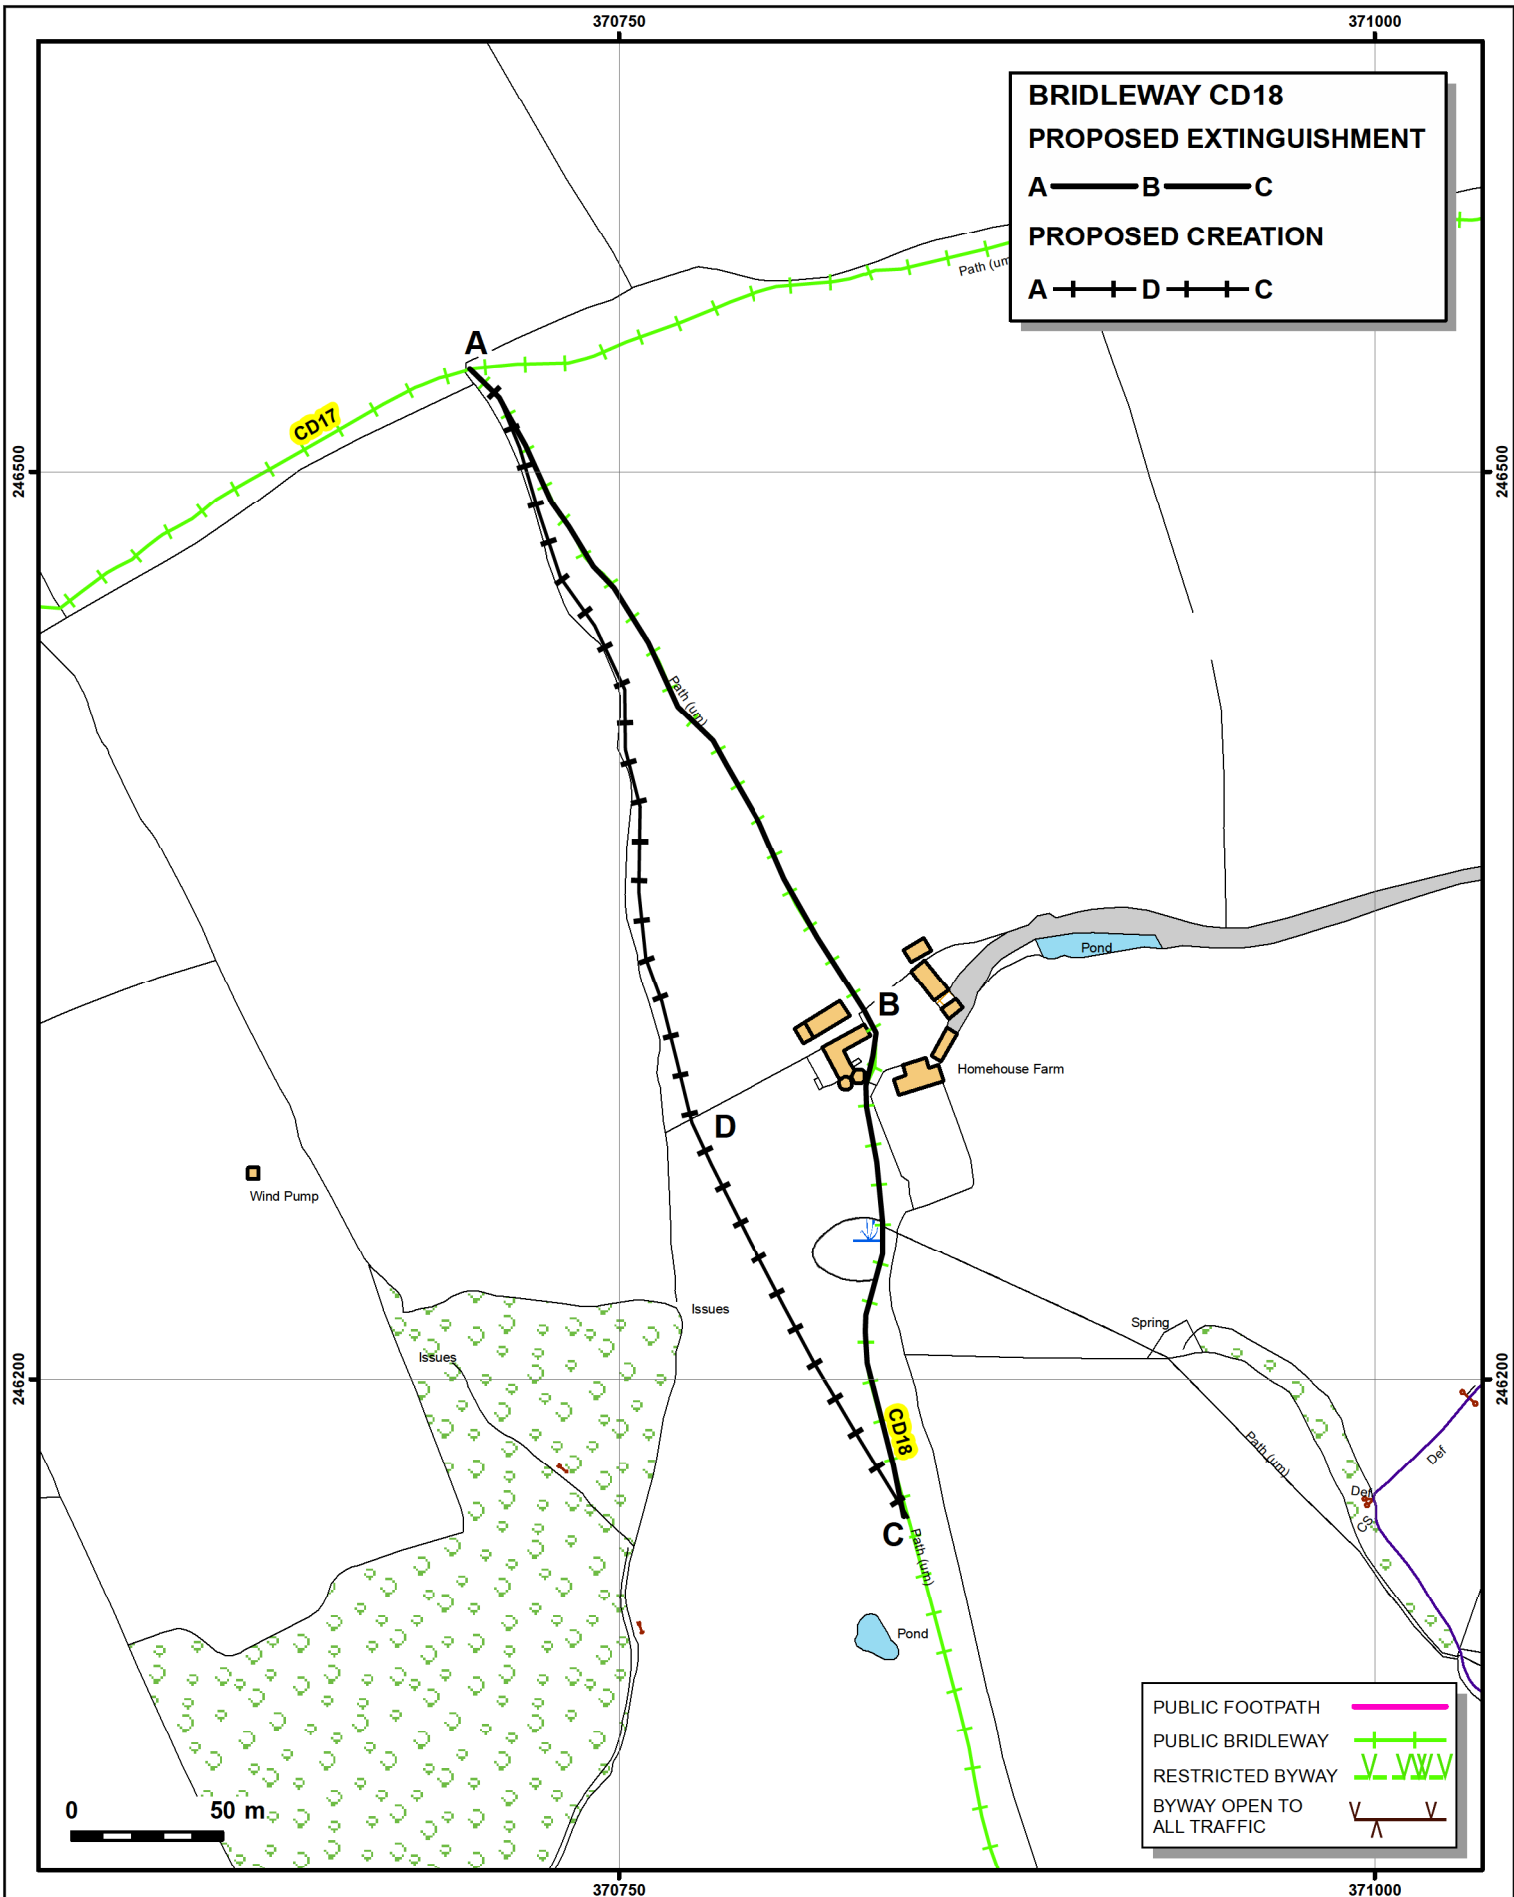 370750
371000
BRIDLEWAY CD18
PROPOSED EXTINGUISHMENT
A B C
PROPOSED CREATION
A D C
Path (um
A
CD17
246500
246500
Path (um)
Pond
B
Homehouse Farm
D
Wind Pump
Issues
Spring
Issues
246200
246200
CD18
Path (um)
Def
Def
CS
C
Path (um)
Pond
PUBLIC FOOTPATH
PUBLIC BRIDLEWAY
RESTRICTED BYWAY
BYWAY OPEN TO
ALL TRAFFIC
0 50 m
370750
371000